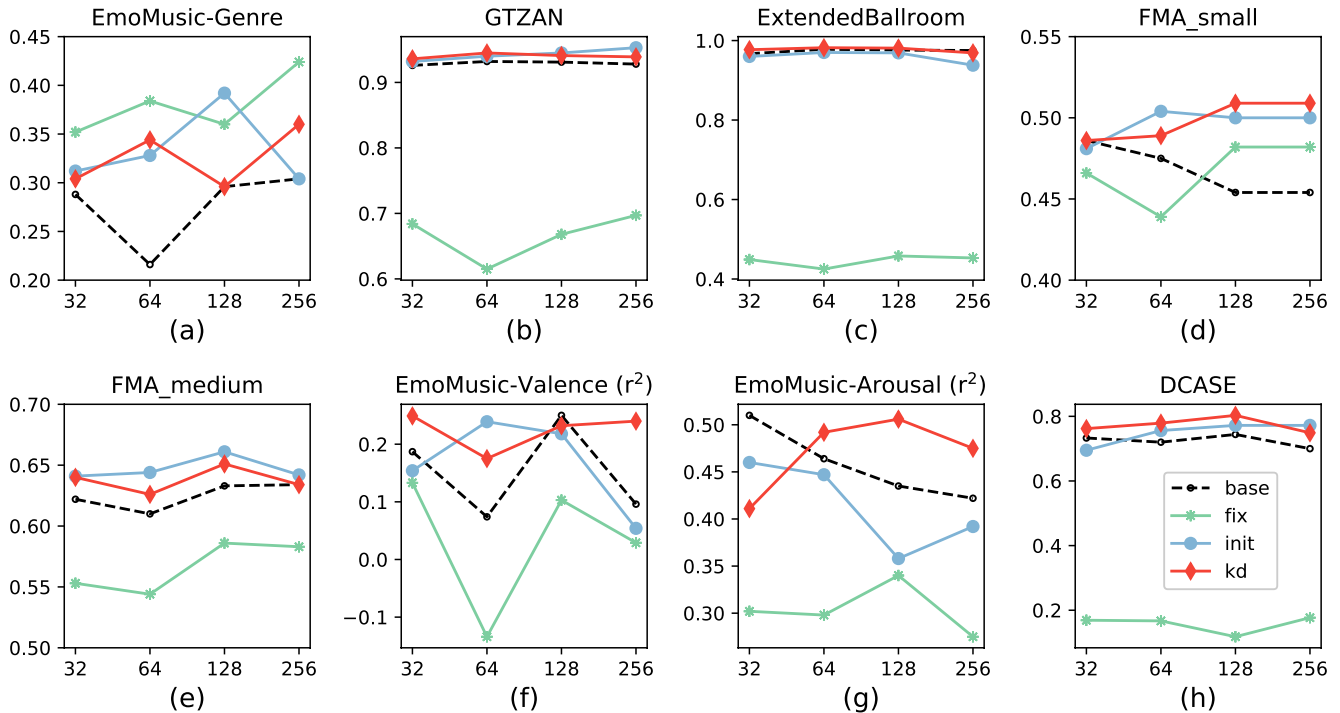 EmoMusic-Genre
0.45
0.40
0.35
0.30
0.25
0.20
32 64 128 256
(a)
GTZAN
0.9
0.8
0.7
0.6
32 64 128 256
(b)
ExtendedBallroom
1.0
0.8
0.6
0.4
32 64 128 256
(c)
FMA_small
0.55
0.50
0.45
0.40
32 64 128 256
(d)
FMA_medium
0.70
0.65
0.60
0.55
0.50
32 64 128 256
(e)
EmoMusic-Valence (r²)
0.2
0.1
0.0
−0.1
32 64 128 256
(f)
EmoMusic-Arousal (r²)
0.50
0.45
0.40
0.35
0.30
32 64 128 256
(g)
DCASE
0.8
0.6
0.4
0.2
base
fix
init
kd
32 64 128 256
(h)